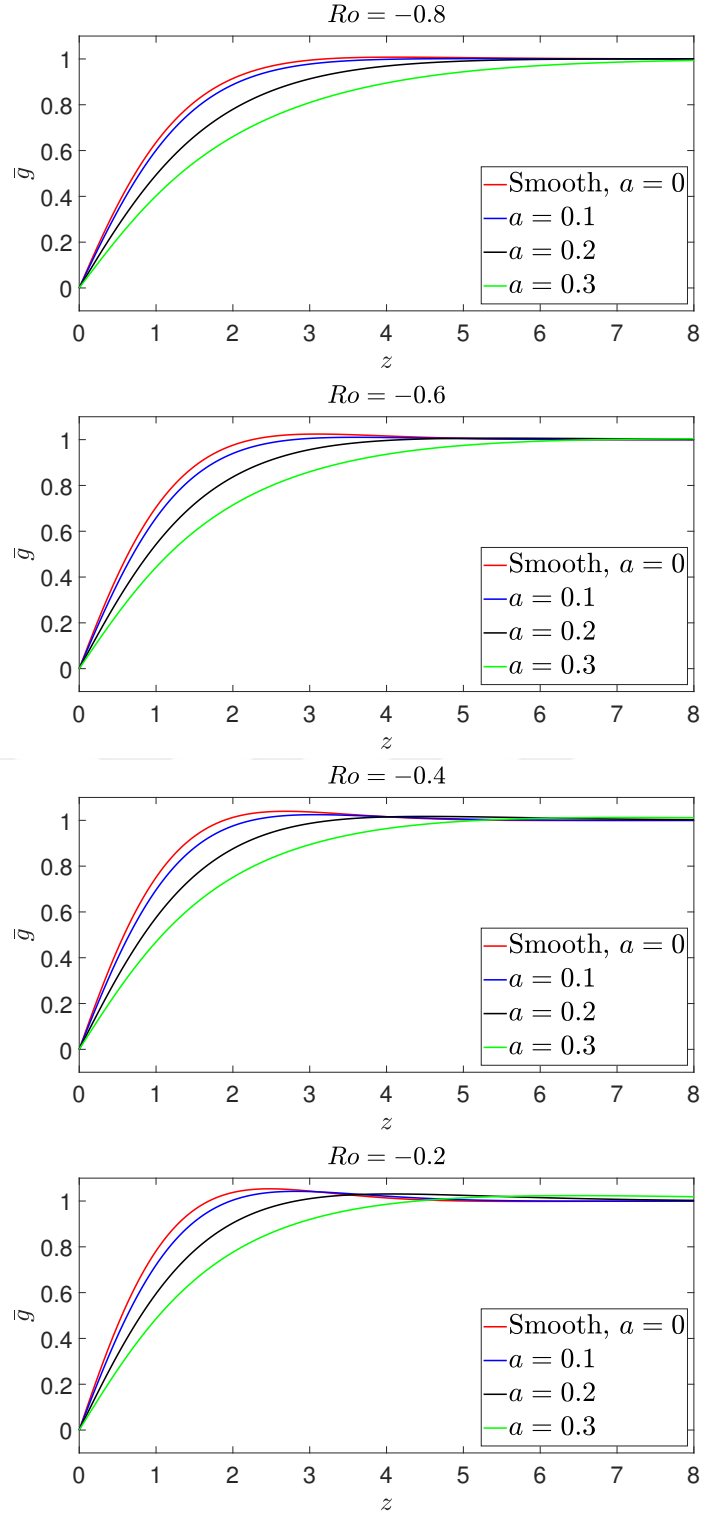 Ro = −0.8
1
0.8
0.6
0.4
0.2
0
g̅
0 1 2 3 4 5 6 7 8
z
Smooth, a = 0
a = 0.1
a = 0.2
a = 0.3
Ro = −0.6
1
0.8
0.6
0.4
0.2
0
g̅
0 1 2 3 4 5 6 7 8
z
Smooth, a = 0
a = 0.1
a = 0.2
a = 0.3
Ro = −0.4
1
0.8
0.6
0.4
0.2
0
g̅
0 1 2 3 4 5 6 7 8
z
Smooth, a = 0
a = 0.1
a = 0.2
a = 0.3
Ro = −0.2
1
0.8
0.6
0.4
0.2
0
g̅
0 1 2 3 4 5 6 7 8
z
Smooth, a = 0
a = 0.1
a = 0.2
a = 0.3